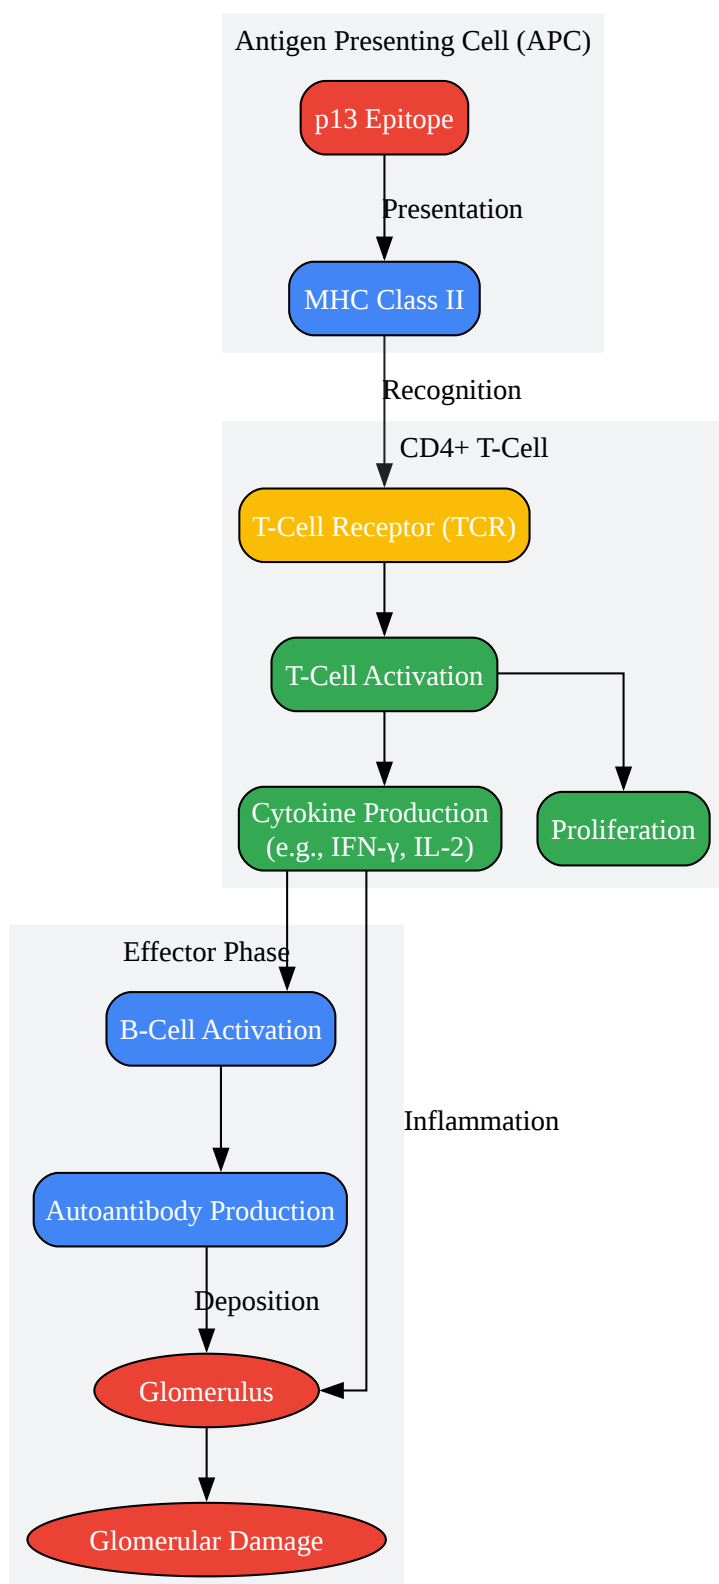 Antigen Presenting Cell (APC)
p13 Epitope
Presentation
MHC Class II
Recognition
CD4+ T-Cell
T-Cell Receptor (TCR)
T-Cell Activation
Cytokine Production
(e.g., IFN-γ, IL-2)
Proliferation
Effector Phase
B-Cell Activation
Inflammation
Autoantibody Production
Deposition
Glomerulus
Glomerular Damage